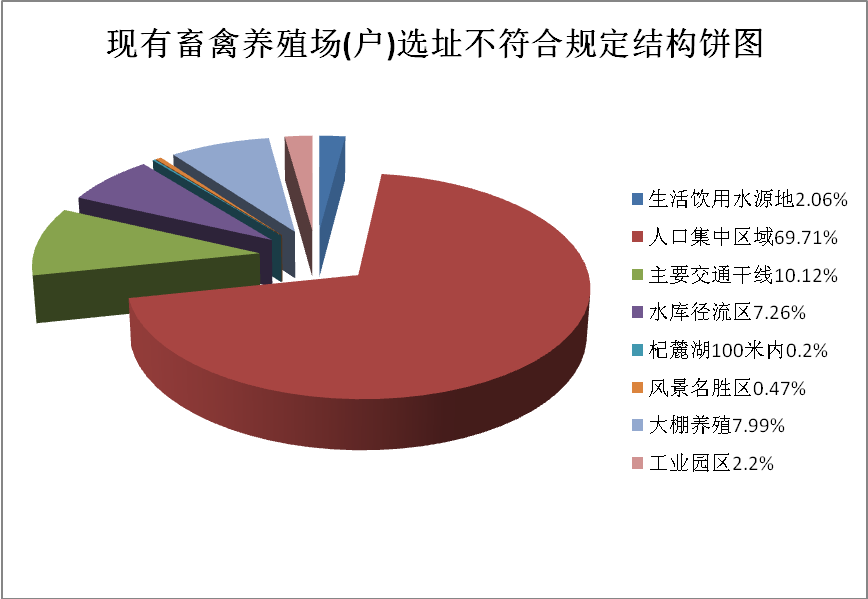 现有畜禽养殖场(户)选址不符合规定结构饼图
生活饮用水源地2.06%
人口集中区域69.71%
主要交通干线10.12%
水库径流区7.26%
杞麓湖100米内0.2%
风景名胜区0.47%
大棚养殖7.99%
工业园区2.2%